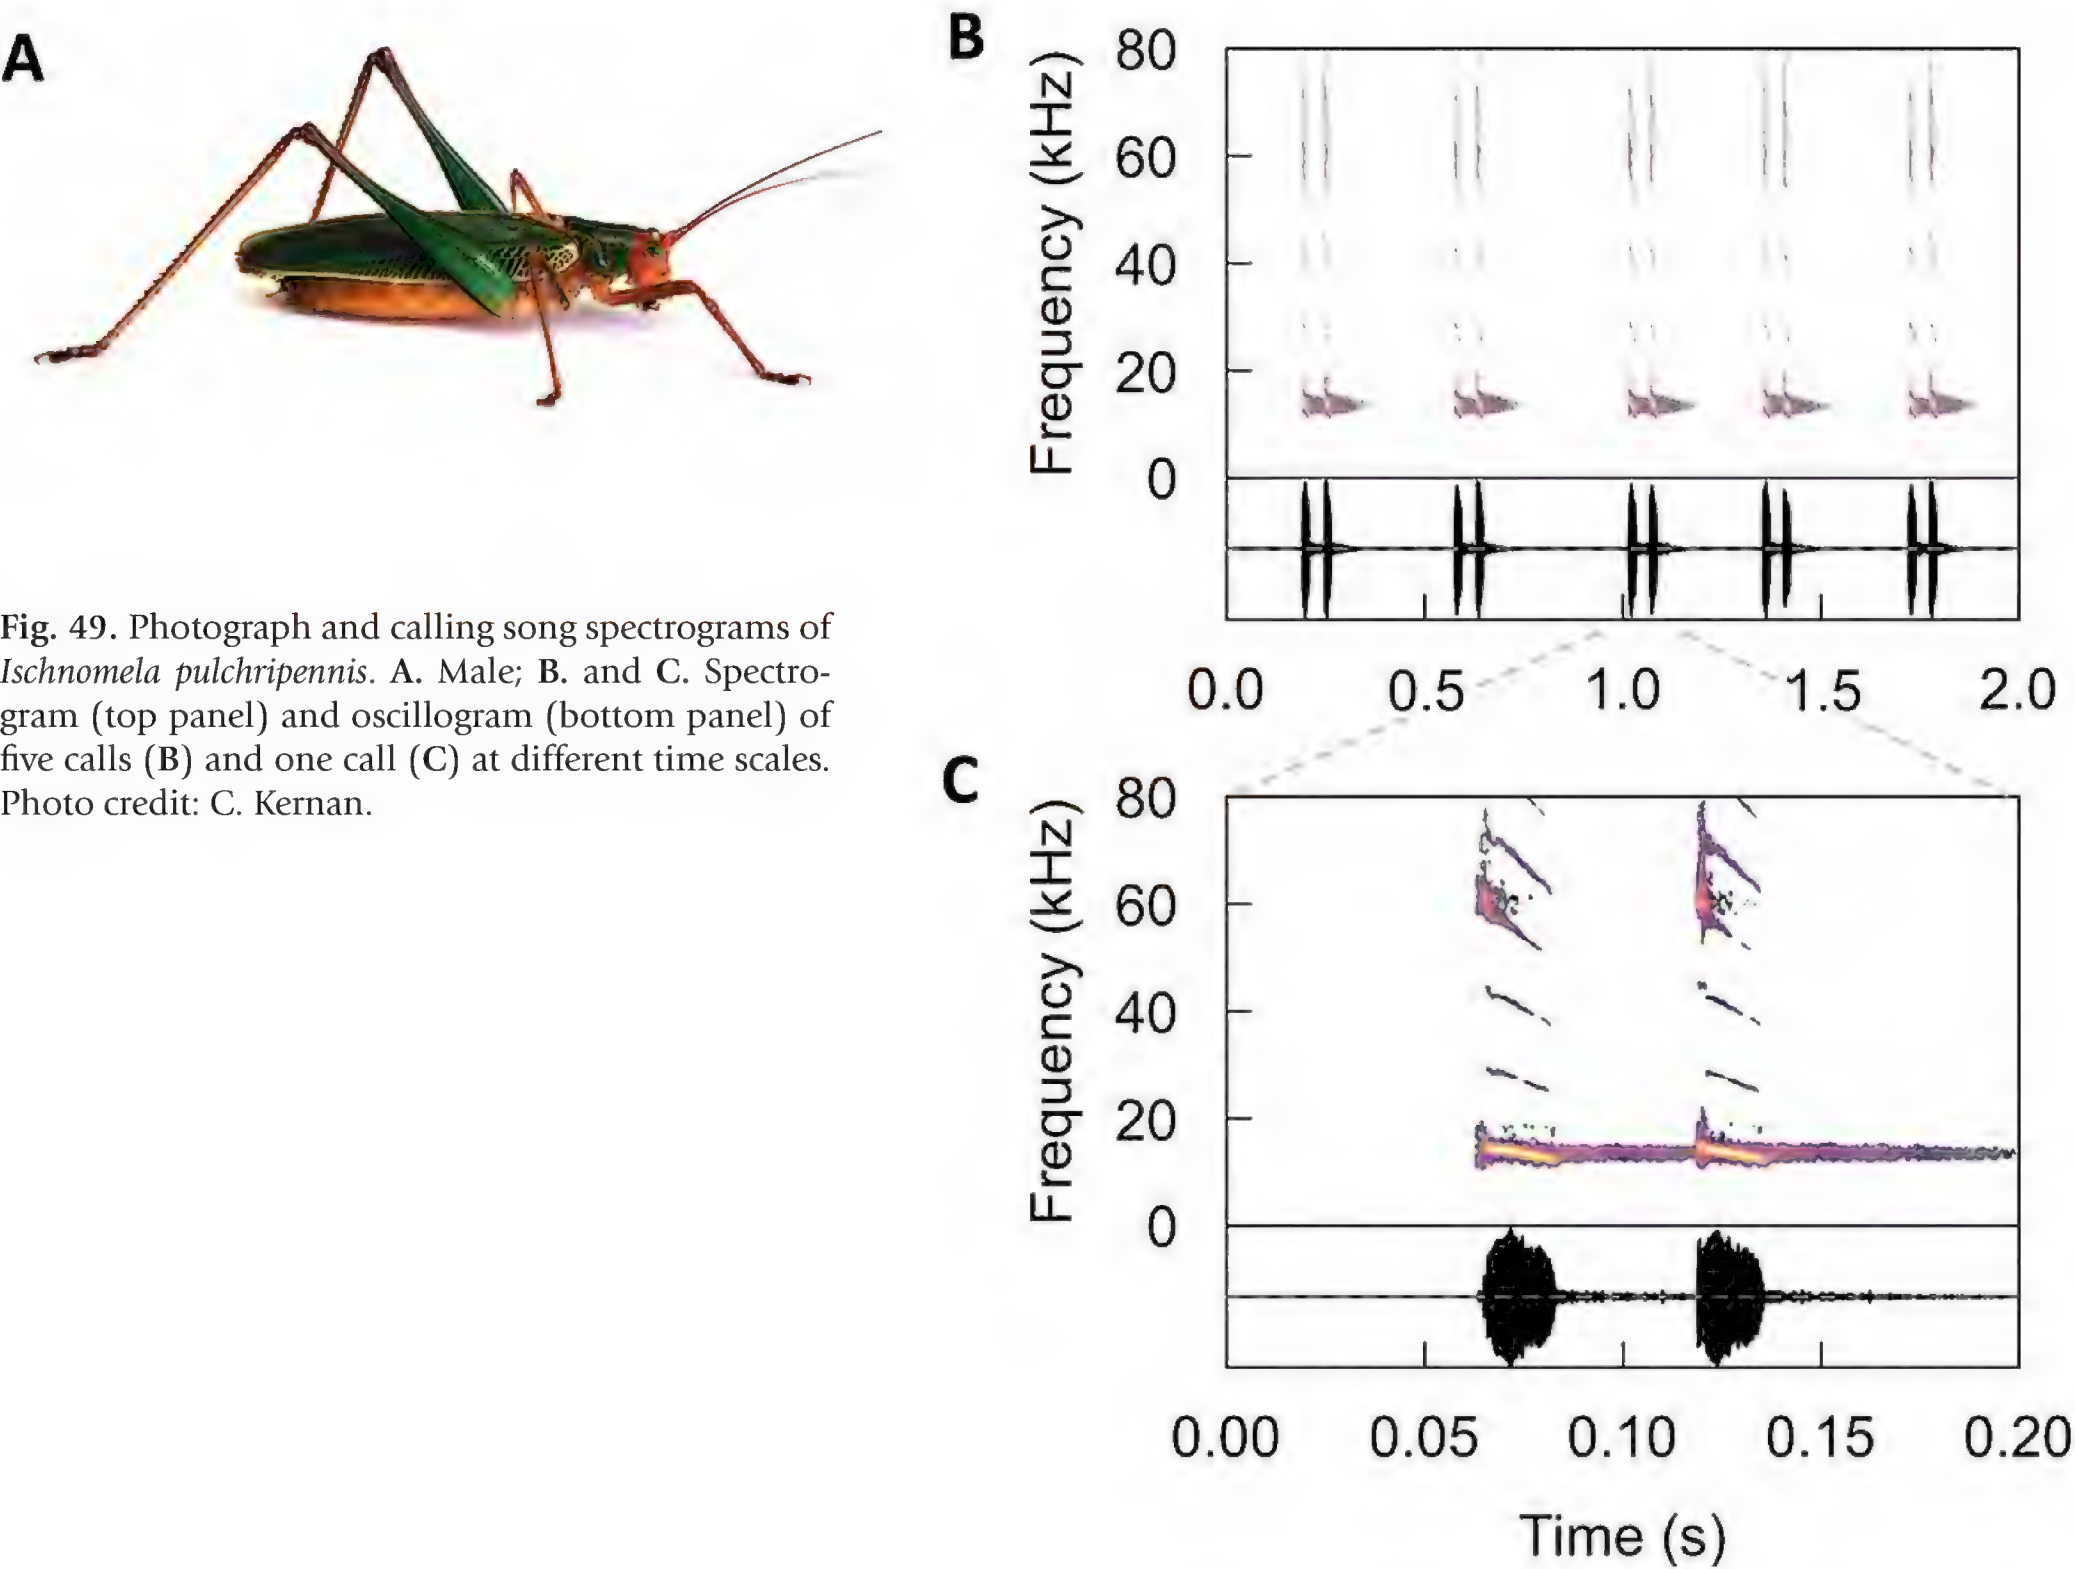 A
B
80
60
40
20
0
Frequency (kHz)
0.0 0.5 1.0 1.5 2.0
Fig. 49. Photograph and calling song spectrograms of
Ischnomela pulchripennis. A. Male; B. and C. Spectro-
gram (top panel) and oscillogram (bottom panel) of
five calls (B) and one call (C) at different time scales.
Photo credit: C. Kernan.
C
80
60
40
20
0
Frequency (kHz)
0.00 0.05 0.10 0.15 0.20
Time (s)